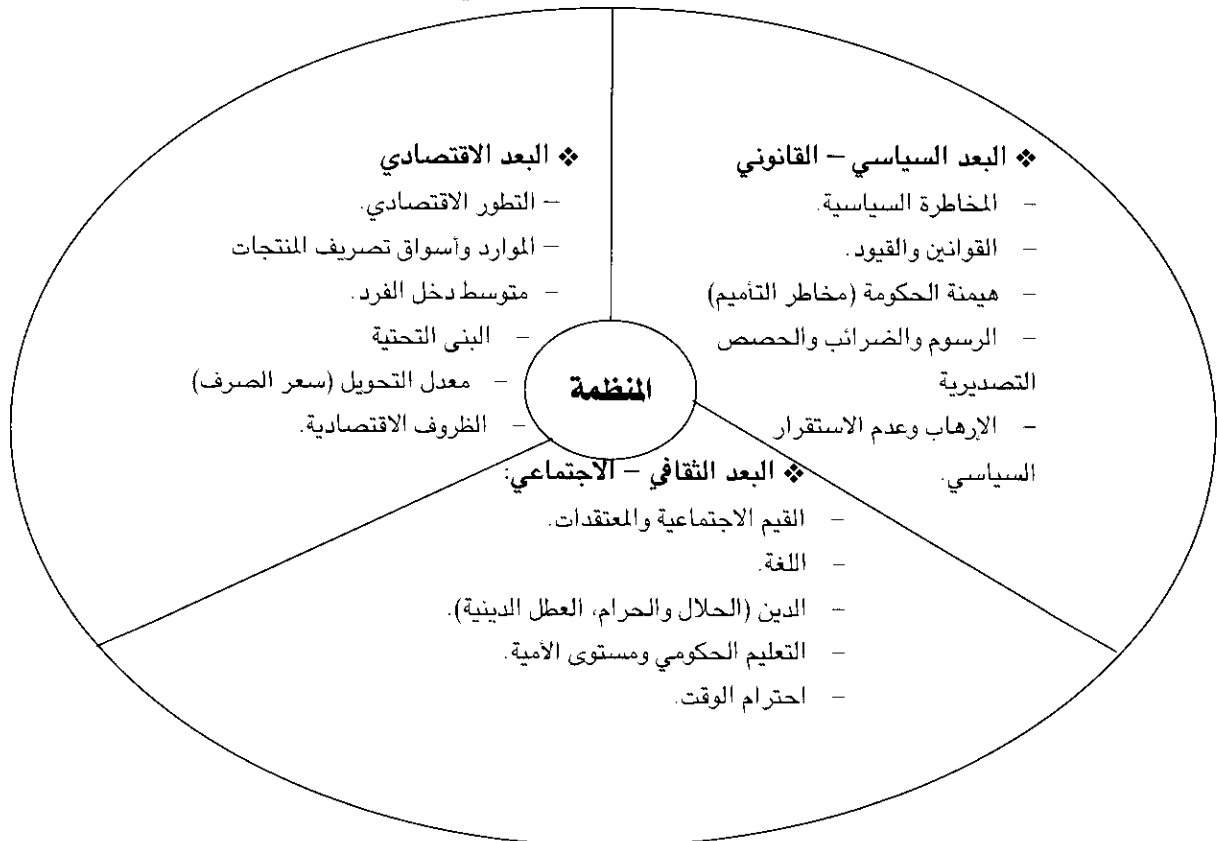 ❖ البعد السياسي – القانوني
– المخاطرة السياسية.
– القوانين والقيود.
– هيمنة الحكومة (مخاطر التأميم)
– الرسوم والضرائب والحصص
التصديرية
– الإرهاب وعدم الاستقرار
السياسي.
❖ البعد الاقتصادي
– التطور الاقتصادي.
– الموارد وأسواق تصريف المنتجات
– متوسط دخل الفرد.
– البنى التحتية
– معدل التحويل (سعر الصرف)
– الظروف الاقتصادية.
المنظمة
❖ البعد الثقافي – الاجتماعي:
– القيم الاجتماعية والمعتقدات.
– اللغة.
– الدين (الحلال والحرام، العطل الدينية).
– التعليم الحكومي ومستوى الأمية.
– احترام الوقت.